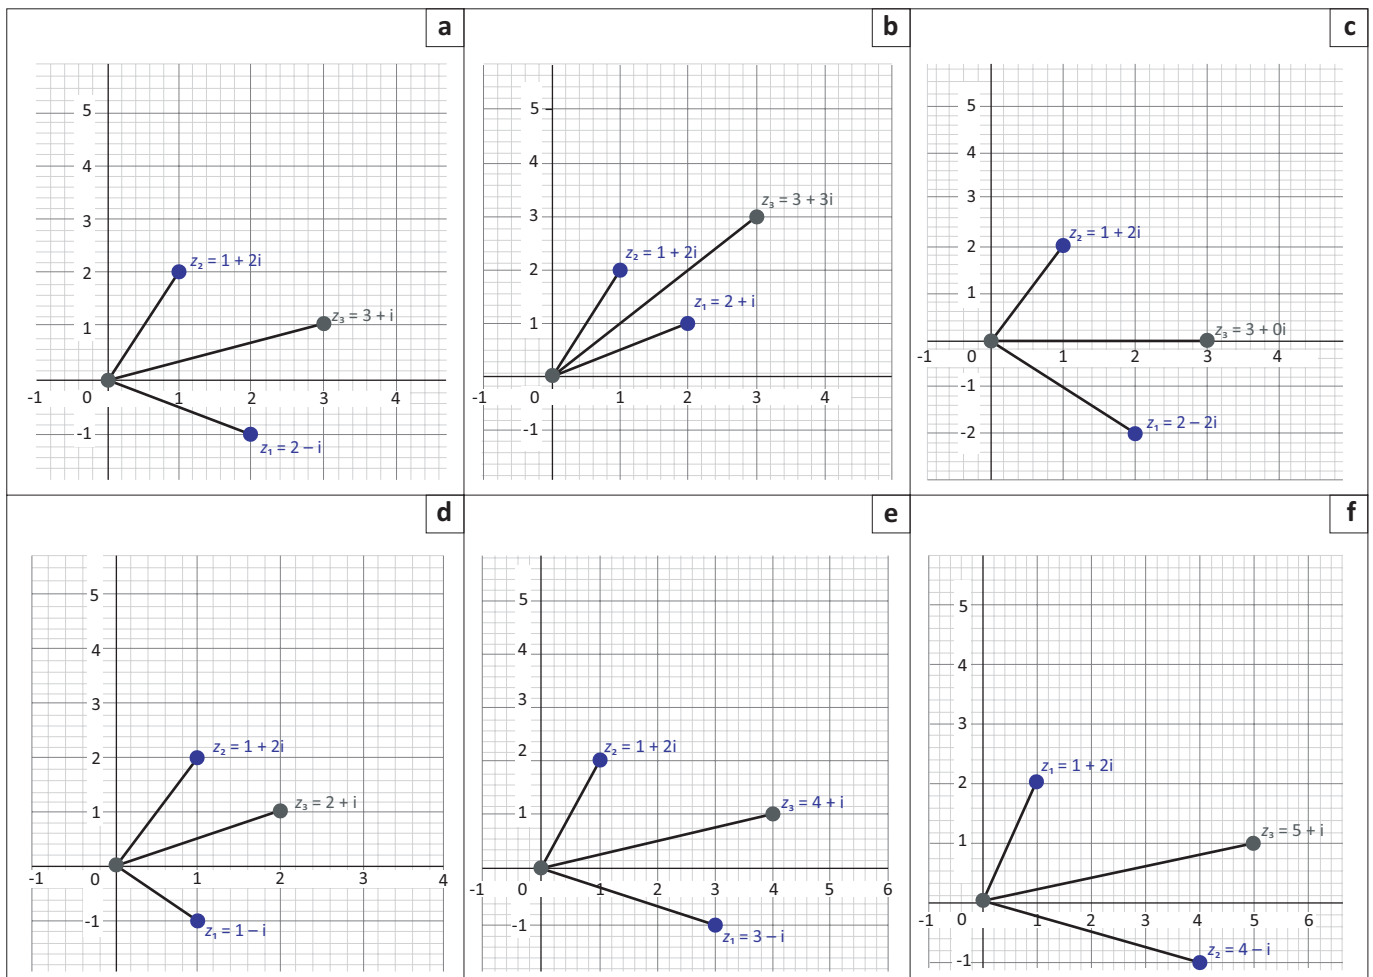 a
5
4
3
z₂ = 1 + 2i
2
z₃ = 3 + i
1
-1 0 1 2 3 4
-1
z₁ = 2 – i
b
5
4
z₃ = 3 + 3i
3
z₂ = 1 + 2i
2
z₁ = 2 + i
1
0 1 2 3 4
-1
c
5
4
3
z₂ = 1 + 2i
2
1
z₃ = 3 + 0i
-1 0 1 2 3 4
-1
z₁ = 2 – 2i
-2
d
5
4
3
z₂ = 1 + 2i
2
z₃ = 2 + i
1
-1 0 1 2 3 4
-1
z₁ = 1 – i
e
5
4
3
z₂ = 1 + 2i
2
z₃ = 4 + i
1
-1 0 1 2 3 4 5 6
-1
z₁ = 3 – i
f
5
4
3
z₁ = 1 + 2i
2
z₃ = 5 + i
1
-1 0 1 2 3 4 5 6
z₂ = 4 – i
-1